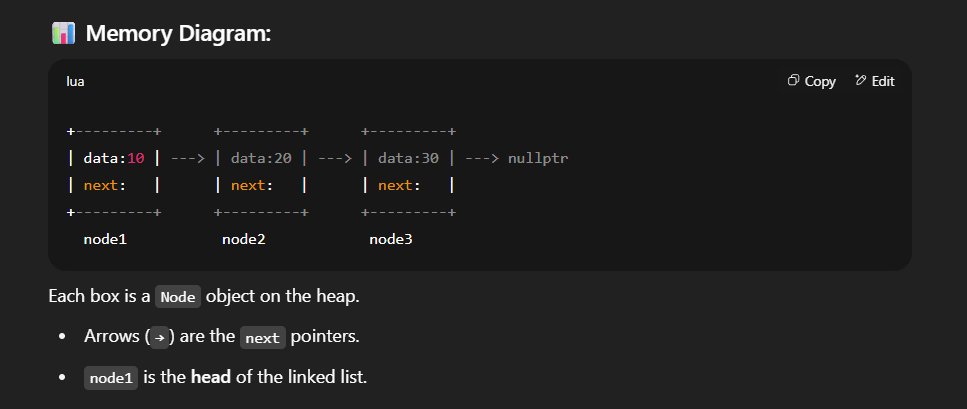 📊 Memory Diagram:
lua
Copy Edit
+---------+      +---------+      +---------+
| data:10 | ---> | data:20 | ---> | data:30 | ---> nullptr
| next:   |      | next:   |      | next:   |
+---------+      +---------+      +---------+
  node1           node2            node3
Each box is a Node object on the heap.
• Arrows (→) are the next pointers.
• node1 is the head of the linked list.